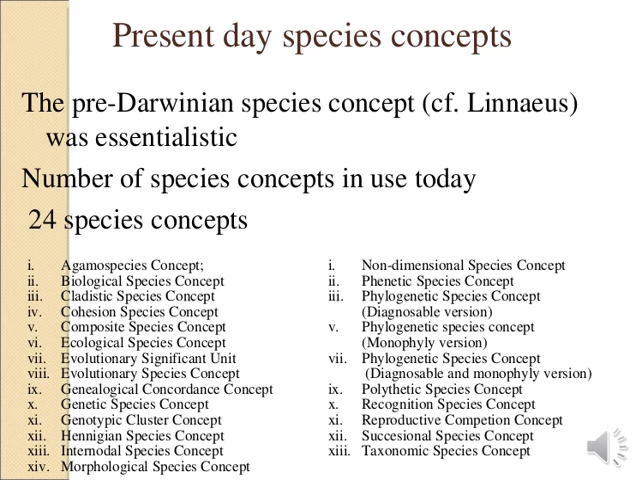 Present day species concepts
The pre-Darwinian species concept (cf. Linnaeus)
was essentialistic
Number of species concepts in use today
24 species concepts
i. Agamospecies Concept;
ii. Biological Species Concept
iii. Cladistic Species Concept
iv. Cohesion Species Concept
v. Composite Species Concept
vi. Ecological Species Concept
vii. Evolutionary Significant Unit
viii. Evolutionary Species Concept
ix. Genealogical Concordance Concept
x. Genetic Species Concept
xi. Genotypic Cluster Concept
xii. Hennigian Species Concept
xiii. Internodal Species Concept
xiv. Morphological Species Concept
i. Non-dimensional Species Concept
ii. Phenetic Species Concept
iii. Phylogenetic Species Concept
(Diagnosable version)
v. Phylogenetic species concept
(Monophyly version)
vii. Phylogenetic Species Concept
(Diagnosable and monophyly version)
ix. Polythetic Species Concept
x. Recognition Species Concept
xi. Reproductive Competion Concept
xii. Succesional Species Concept
xiii. Taxonomic Species Concept